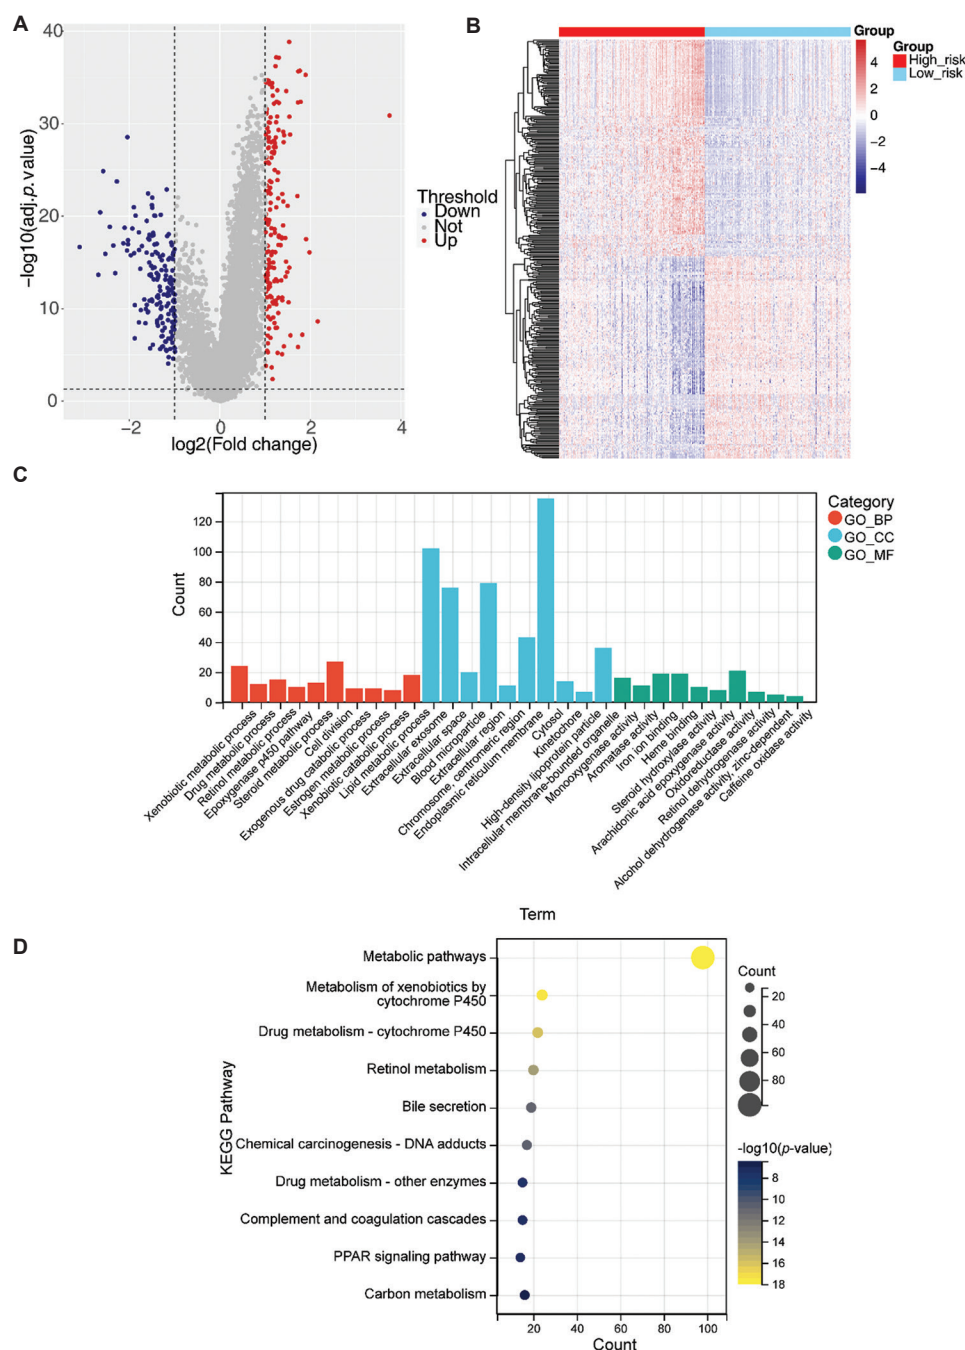 A
40
30
20
10
0
-log10(adj.p.value)
-2
0
2
4
log2(Fold change)
Threshold
Down
Not
Up
B
Group
4
2
0
-2
-4
Group
High_risk
Low_risk
C
120
100
80
60
40
20
0
Count
Category
GO_BP
GO_CC
GO_MF
Xenobiotic metabolic process
Drug metabolic process
Retinol metabolic process
Epoxygenase p450 pathway
Steroid metabolic process
Cell division
Exogenous drug catabolic process
Estrogen metabolic process
Xenobiotic catabolic process
Lipid metabolic process
Extracellular exosome
Extracellular space
Blood microparticle
Extracellular region
Chromosome, centromeric region
Endoplasmic reticulum membrane
Cytosol
Kinetochore
High-density lipoprotein particle
Intracellular membrane-bounded organelle
Monooxygenase activity
Aromatase activity
Iron ion binding
Heme binding
Steroid hydroxylase activity
Arachidonic acid epoxygenase activity
Oxidoreductase activity
Retinol dehydrogenase activity
Alcohol dehydrogenase activity, zinc-dependent
Caffeine oxidase activity
Term
D
KEGG Pathway
Metabolic pathways
Metabolism of xenobiotics by
cytochrome P450
Drug metabolism - cytochrome P450
Retinol metabolism
Bile secretion
Chemical carcinogenesis - DNA adducts
Drug metabolism - other enzymes
Complement and coagulation cascades
PPAR signaling pathway
Carbon metabolism
20
40
60
80
100
Count
Count
20
40
60
80
-log10(p-value)
8
10
12
14
16
18